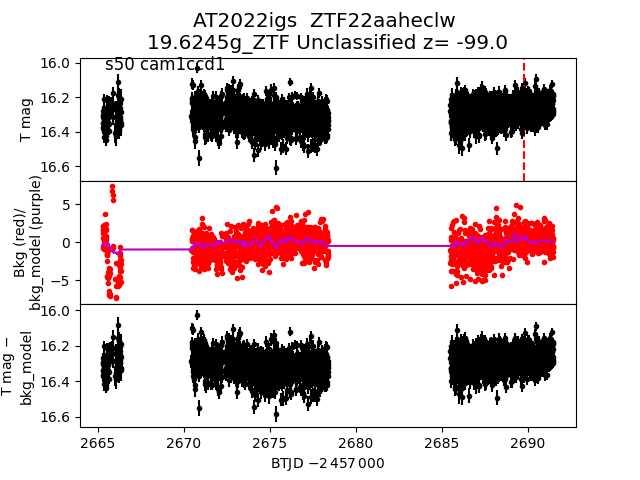 AT2022igs  ZTF22aaheclw
19.6245g_ZTF Unclassified z= -99.0
s50 cam1ccd1
16.0
16.2
16.4
16.6
T mag
5
0
−5
Bkg (red)/
bkg_model (purple)
16.0
16.2
16.4
16.6
T mag −
bkg_model
2665
2670
2675
2680
2685
2690
BTJD −2 457 000